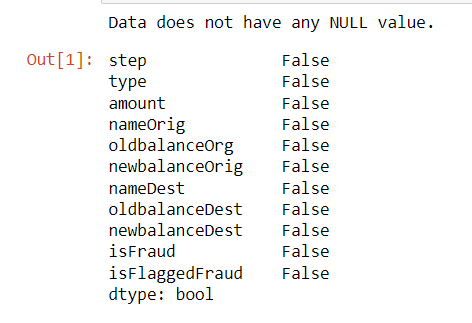 Data does not have any NULL value.
Out[1]: step False
type False
amount False
nameOrig False
oldbalanceOrg False
newbalanceOrig False
nameDest False
oldbalanceDest False
newbalanceDest False
isFraud False
isFlaggedFraud False
dtype: bool